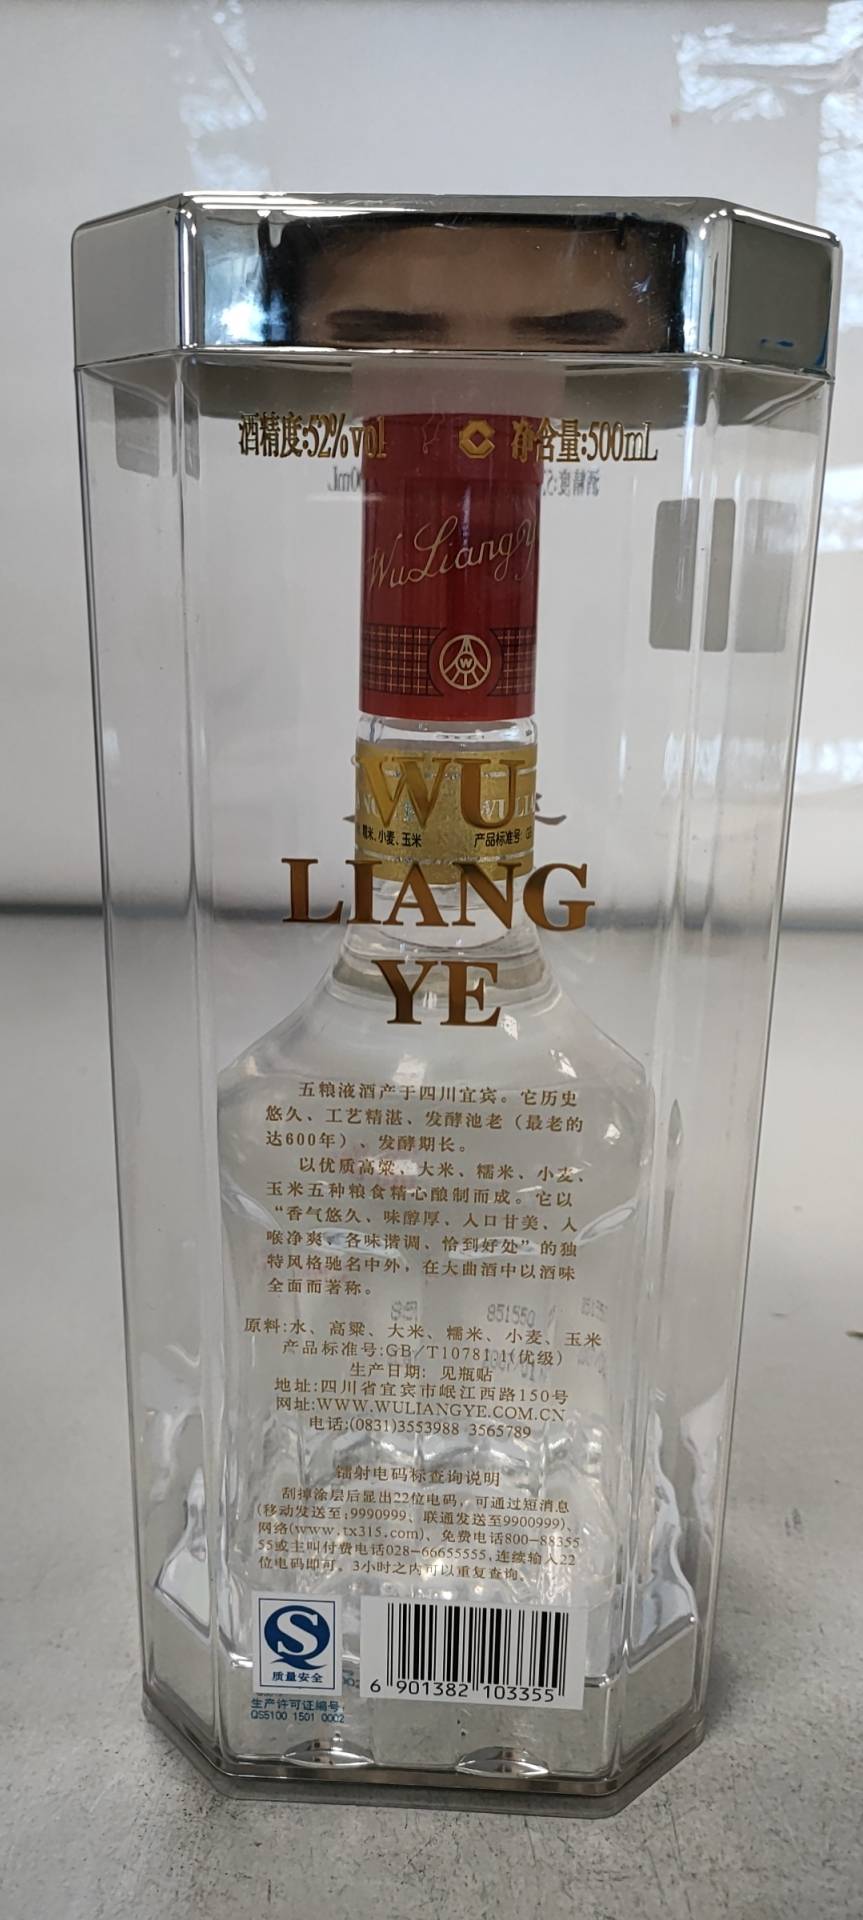 酒精度:52%vol 净含量:500mL
WuLiangy
W
WU
糯米、小麦、玉米 产品标准号:
LIANG
YE
五粮液酒产于四川宜宾。它历史
悠久、工艺精湛、发酵池老（最老的
达600年）、发酵期长。
以优质高粱、大米、糯米、小麦、
玉米五种粮食精心酿制而成。它以
“香气悠久、味醇厚、入口甘美、入
喉净爽、各味谐调、恰到好处”的独
特风格驰名中外，在大曲酒中以酒味
全面而著称。
原料:水、高粱、大米、糯米、小麦、玉米
产品标准号:GB/T10781.1(优级)
生产日期: 见瓶贴
地址:四川省宜宾市岷江西路150号
网址:WWW.WULIANGYE.COM.CN
电话:(0831)3553988 3565789
镭射电码标查询说明
刮掉涂层后显出22位电码，可通过短消息
(移动发送至:9990999、联通发送至9900999)、
网络(www.tx315.com)、免费电话800-88355
55或主叫付费电话028-66655555,连续输入22
位电码即可。3小时之内可以重复查询。
质量安全
生产许可证编号:
QS5100 1501 0002
6 901382 103355